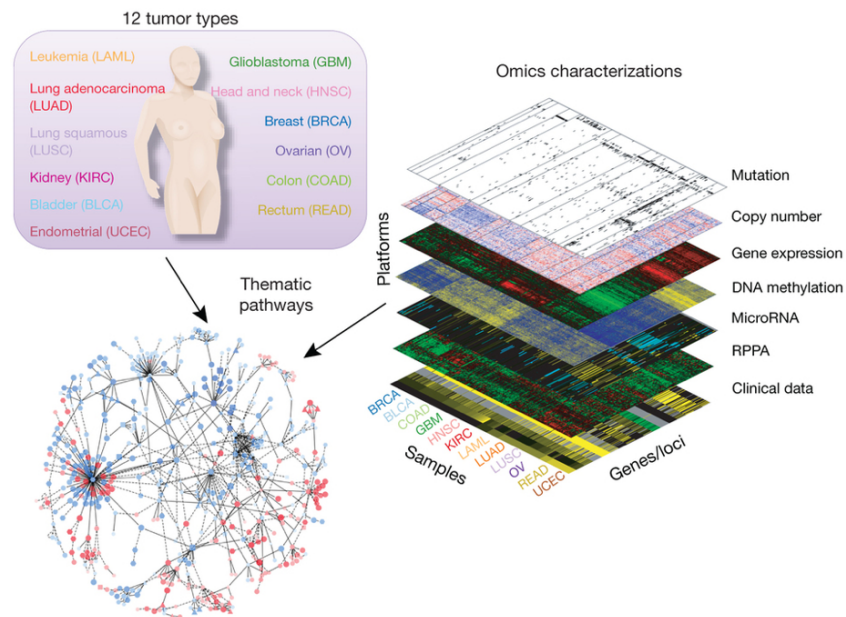 12 tumor types
Leukemia (LAML)
Lung adenocarcinoma
(LUAD)
Lung squamous
(LUSC)
Kidney (KIRC)
Bladder (BLCA)
Endometrial (UCEC)
Glioblastoma (GBM)
Head and neck (HNSC)
Breast (BRCA)
Ovarian (OV)
Colon (COAD)
Rectum (READ)
Thematic
pathways
Omics characterizations
Platforms
Mutation
Copy number
Gene expression
DNA methylation
MicroRNA
RPPA
Clinical data
BRCA
BLCA
COAD
GBM
HNSC
KIRC
LAML
LUAD
LUSC
OV
READ
UCEC
Samples
Genes/loci